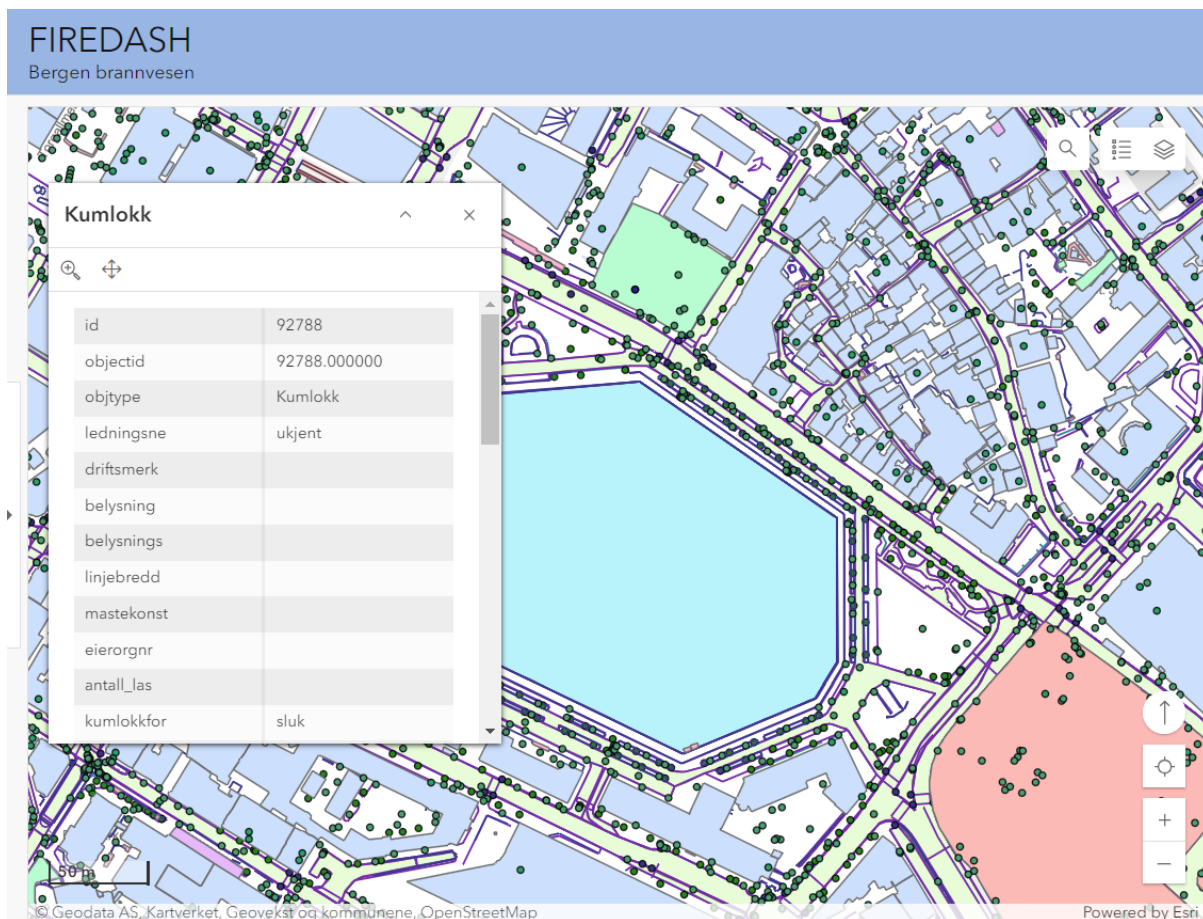 FIREDASH
Bergen brannvesen
Kumlokk
id 92788
objectid 92788.000000
objtype Kumlokk
ledningsne ukjent
driftsmerk
belysning
belysnings
linjebredd
mastekonst
eierorgnr
antall_las
kumlokkfor sluk
50 m
© Geodata AS, Kartverket, Geovekst og kommunene, OpenStreetMap
Powered by Esri